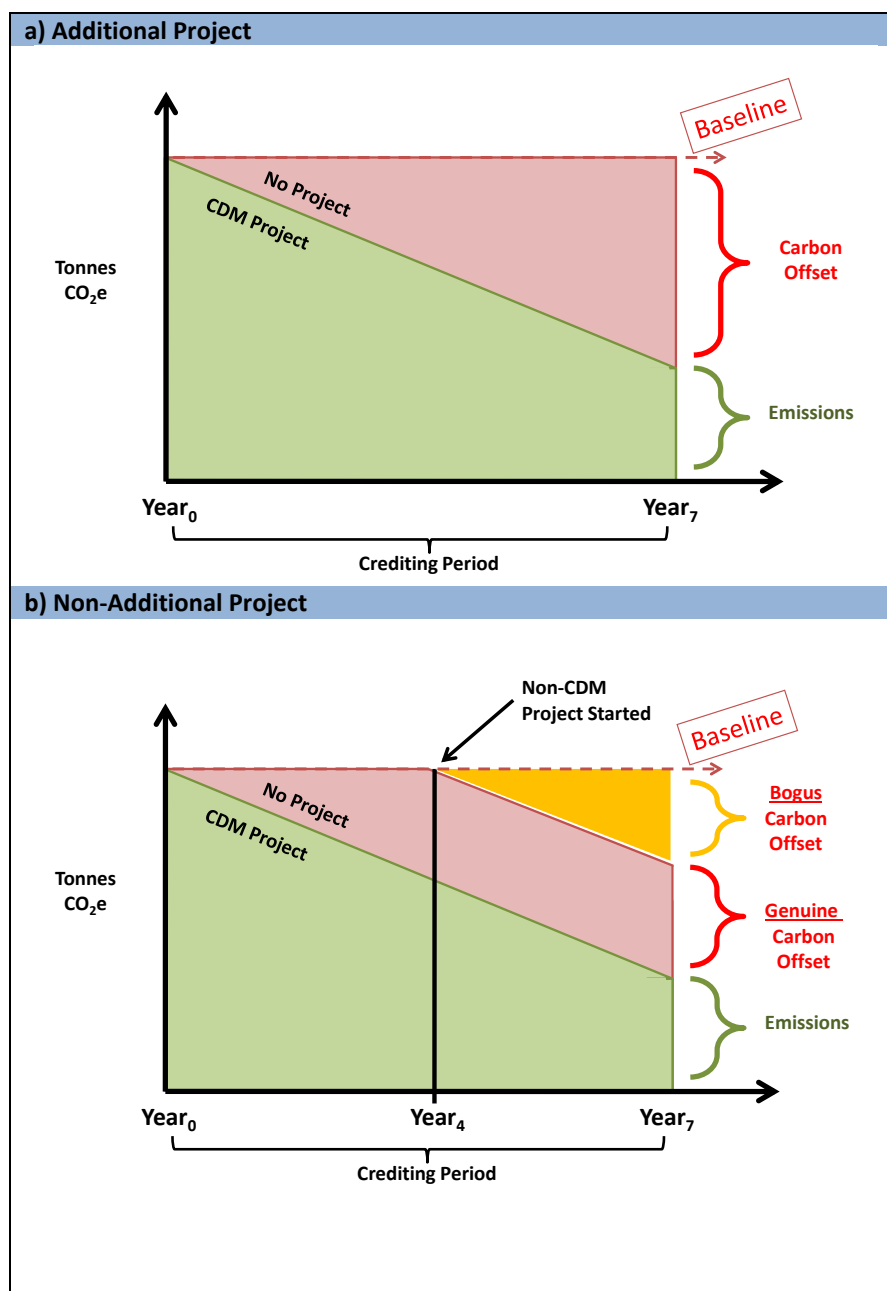 a) Additional Project
Baseline
No Project
CDM Project
Carbon
Offset
Tonnes
CO₂e
Emissions
Year₀
Year₇
Crediting Period
b) Non-Additional Project
Non-CDM
Project Started
Baseline
Bogus
Carbon
Offset
No Project
CDM Project
Tonnes
CO₂e
Genuine
Carbon
Offset
Emissions
Year₀
Year₄
Year₇
Crediting Period